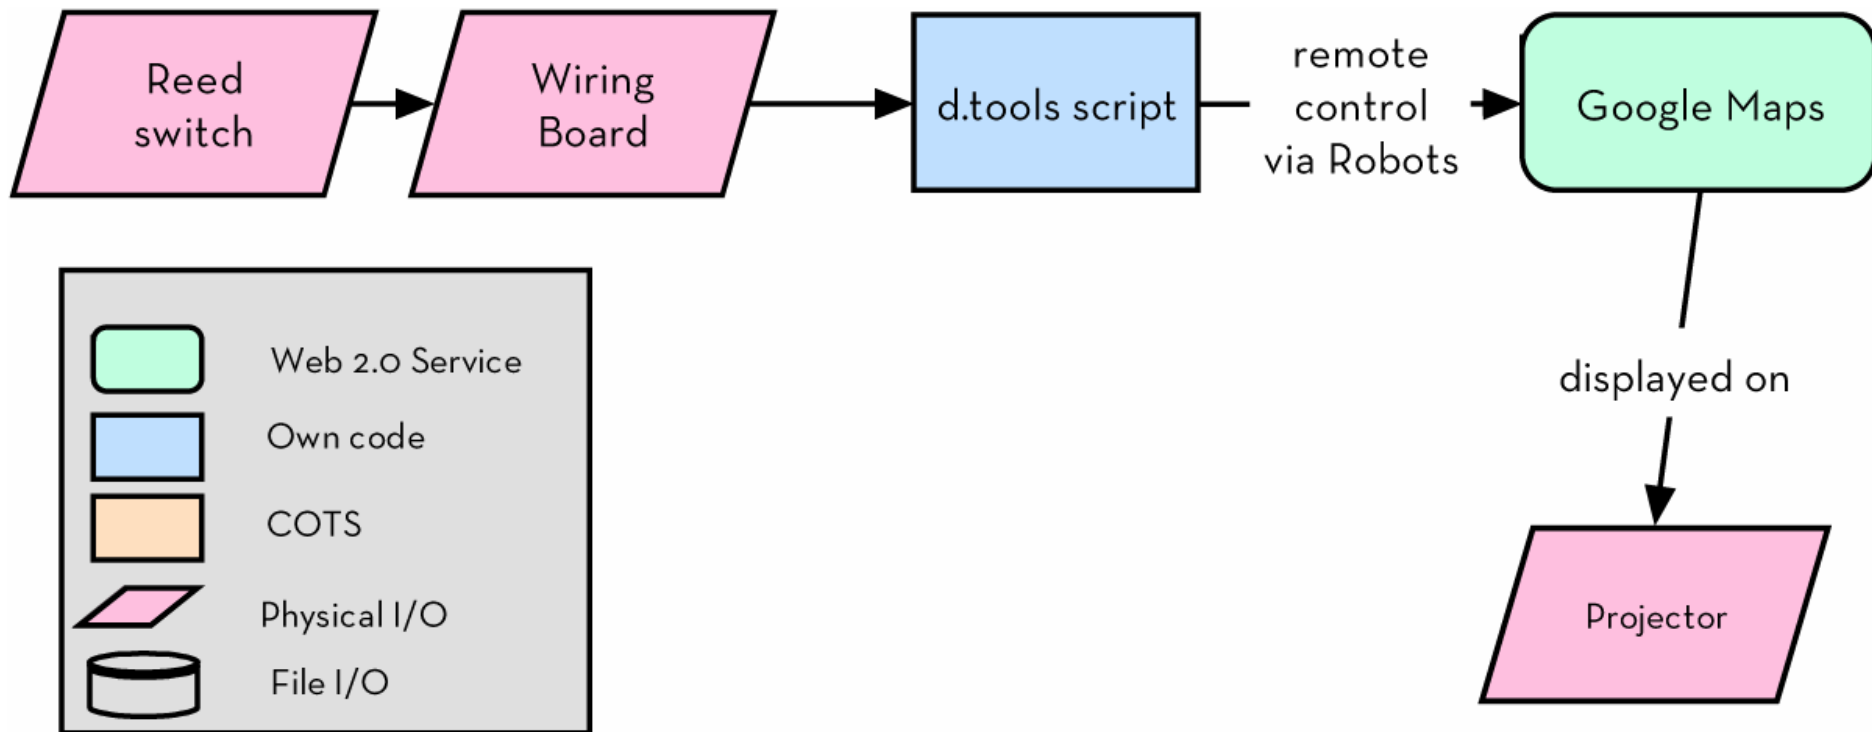 Reed
switch
Wiring
Board
d.tools script
remote
control
via Robots
Google Maps
displayed on
Projector
Web 2.0 Service
Own code
COTS
Physical I/O
File I/O